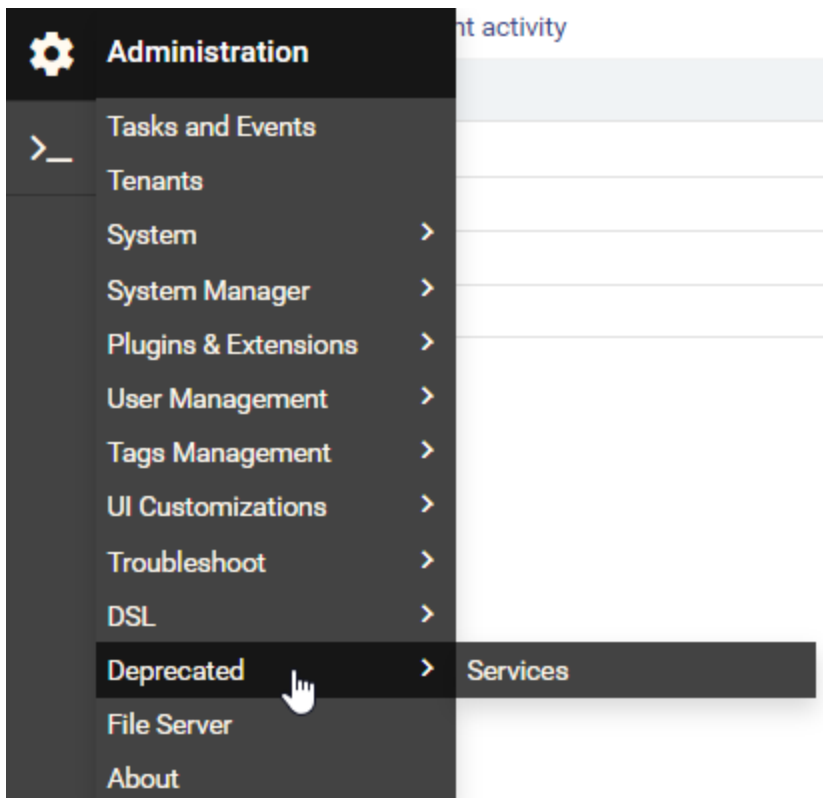 nt activity
Administration
Tasks and Events
Tenants
System
System Manager
Plugins & Extensions
User Management
Tags Management
UI Customizations
Troubleshoot
DSL
Deprecated
Services
File Server
About